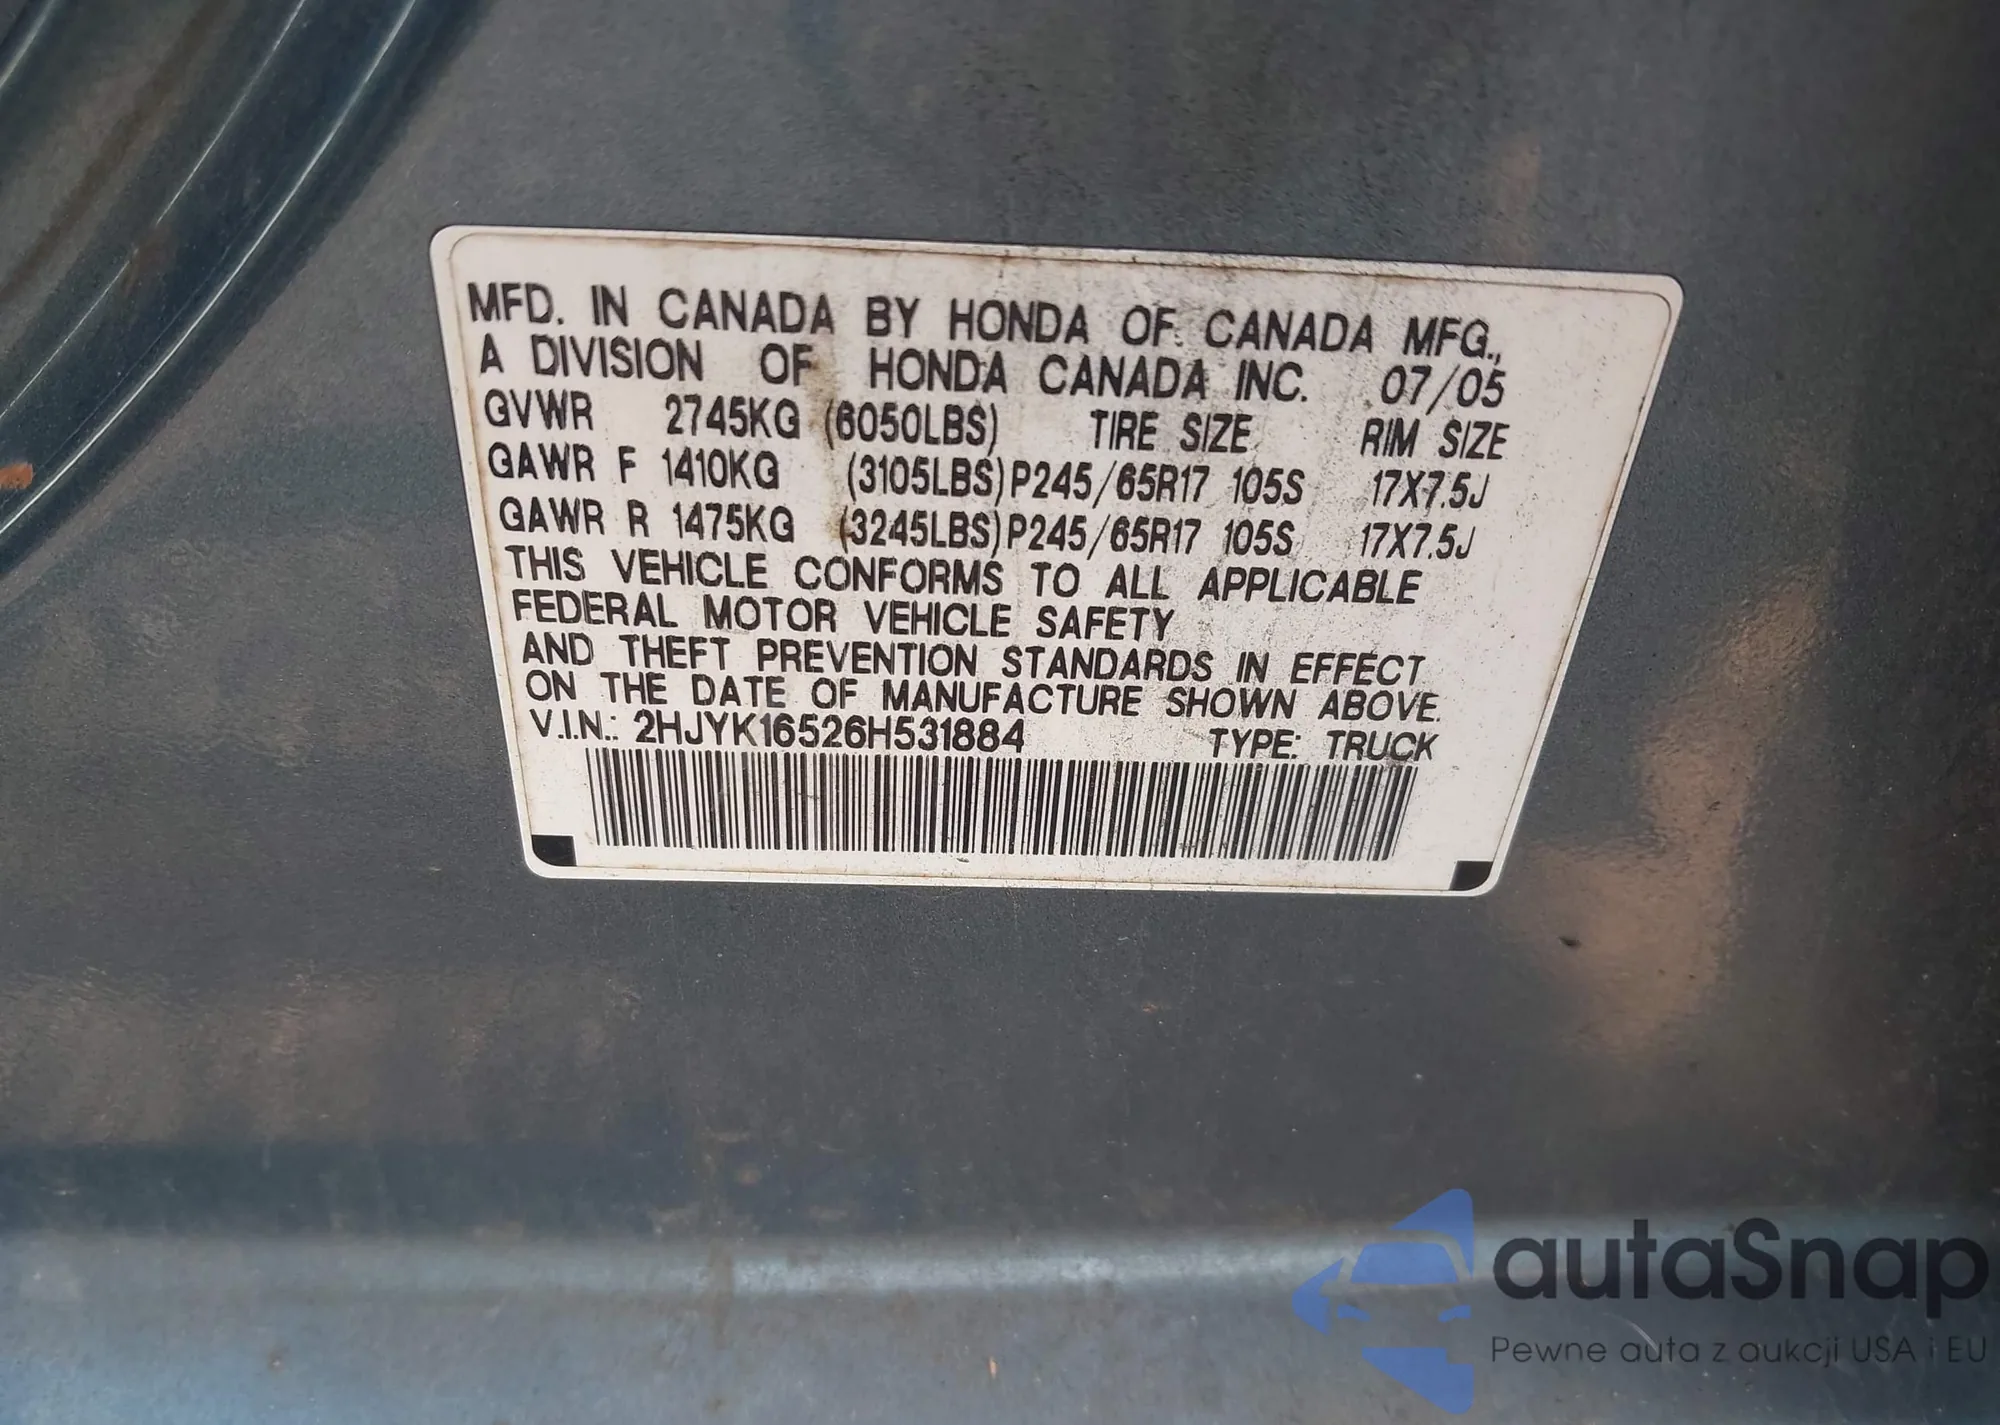 MFD. IN CANADA BY HONDA OF CANADA MFG.,
A DIVISION OF HONDA CANADA INC. 07/05
GVWR 2745KG (6050LBS) TIRE SIZE RIM SIZE
GAWR F 1410KG (3105LBS) P245/65R17 105S 17X7.5J
GAWR R 1475KG (3245LBS) P245/65R17 105S 17X7.5J
THIS VEHICLE CONFORMS TO ALL APPLICABLE
FEDERAL MOTOR VEHICLE SAFETY
AND THEFT PREVENTION STANDARDS IN EFFECT
ON THE DATE OF MANUFACTURE SHOWN ABOVE.
V.I.N.: 2HJYK16526H531884 TYPE: TRUCK
autaSnap
Pewne auta z aukcji USA i EU